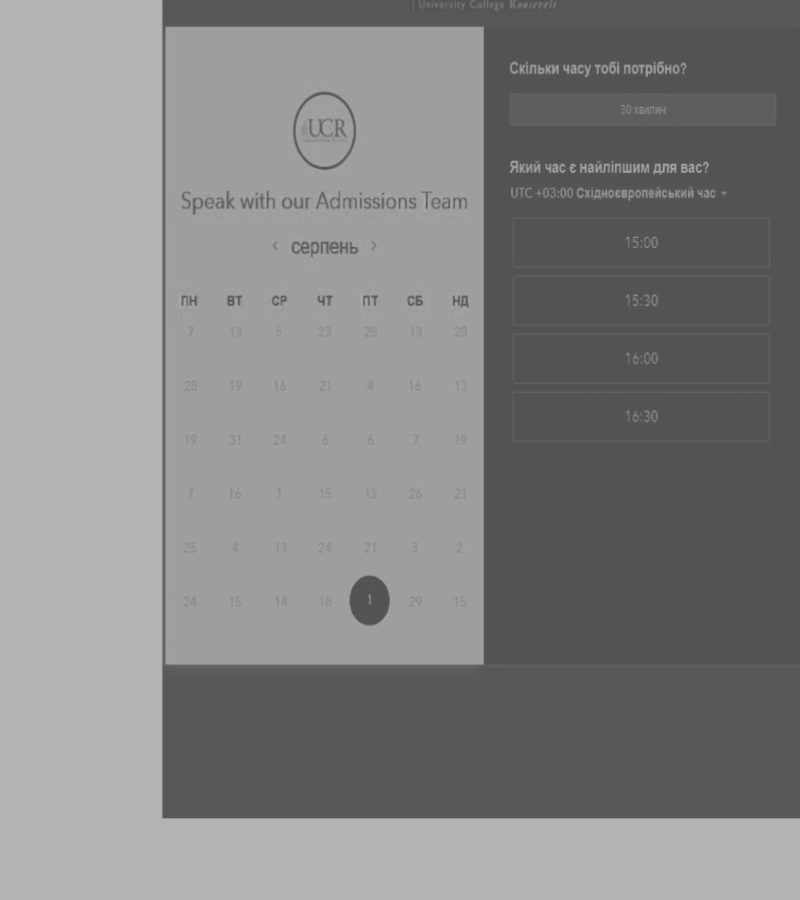 | University College Roosevelt
UCR
Speak with our Admissions Team
‹ серпень ›
ПН ВТ СР ЧТ ПТ СБ НД
7 13 5 23 28 13 28
28 19 16 21 4 16 13
19 31 24 6 6 7 19
7 16 1 15 13 26 21
25 4 13 24 21 3 2
24 15 14 18 1 29 15
Скільки часу тобі потрібно?
30 хвилин
Який час є найліпшим для вас?
UTC +03:00 Східноєвропейський час
15:00
15:30
16:00
16:30